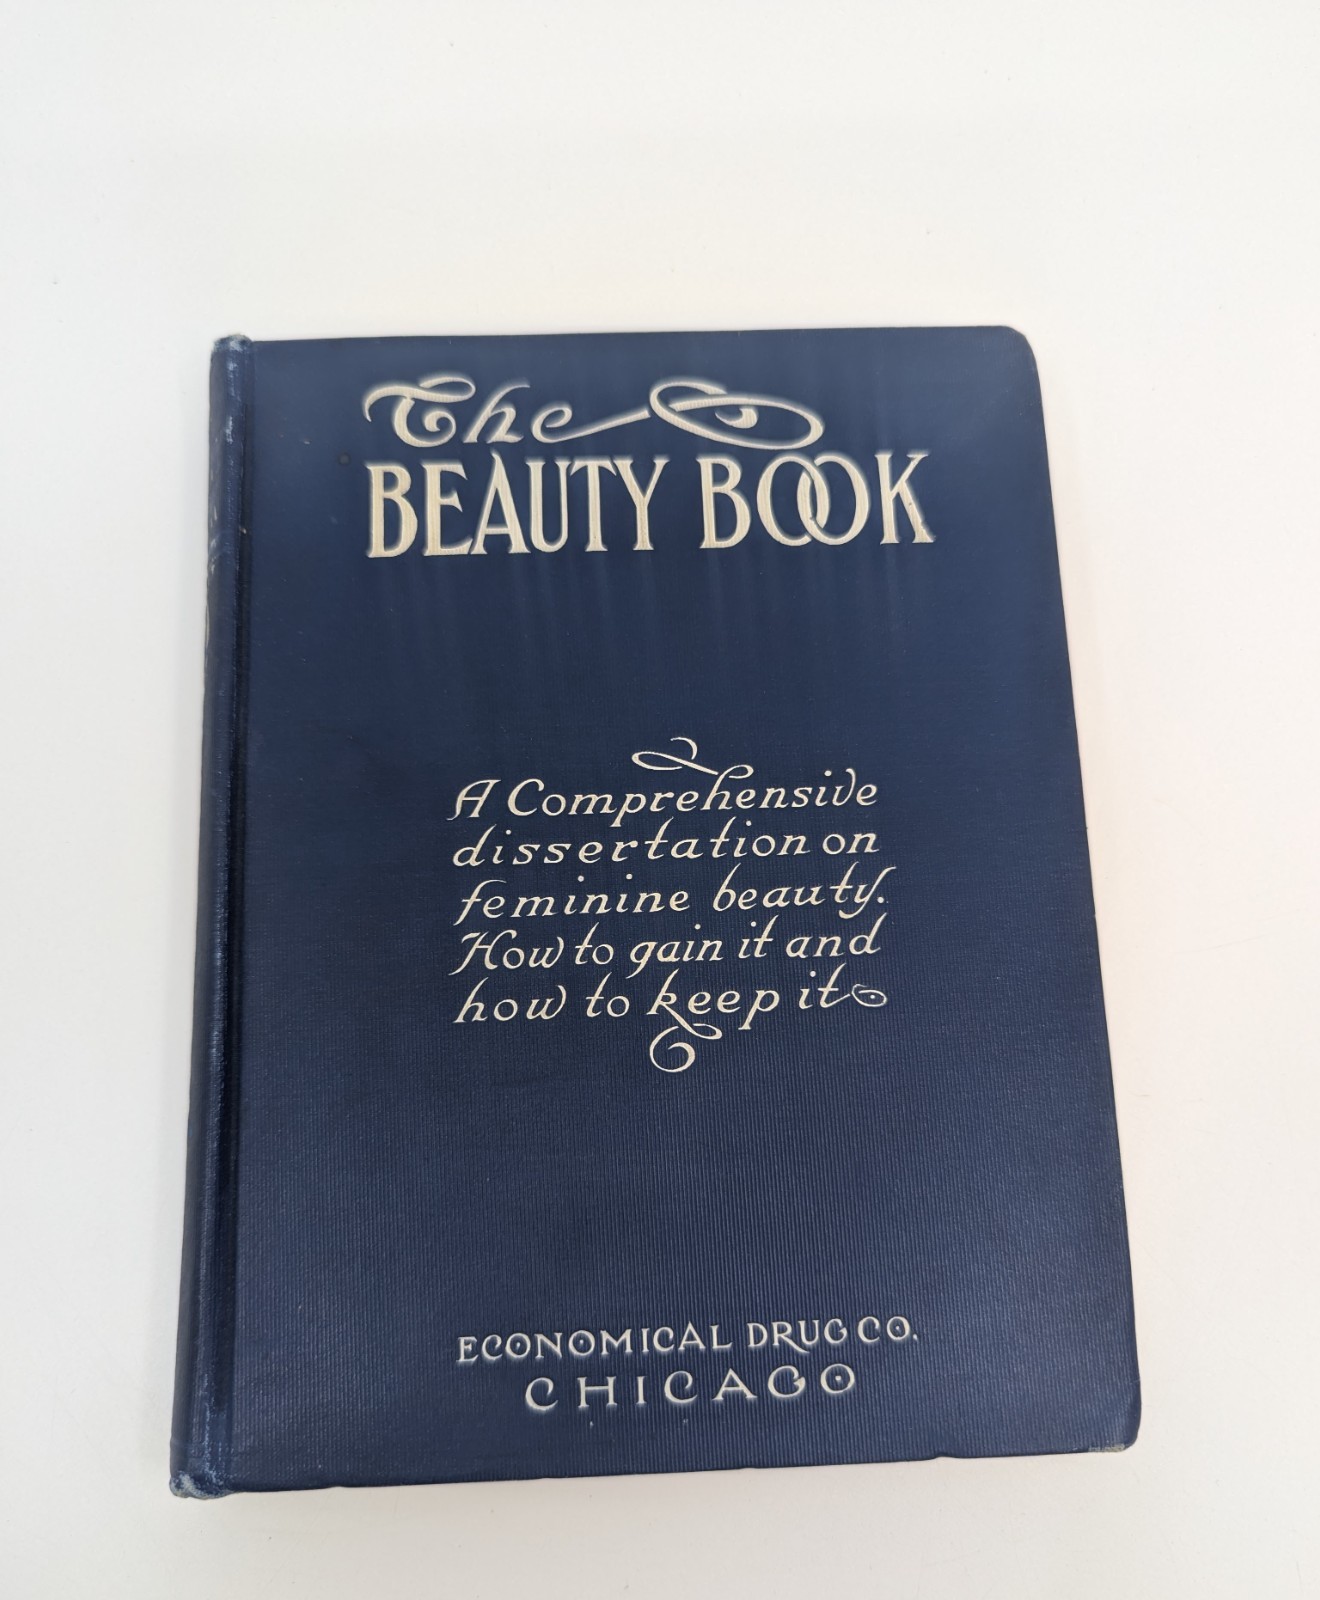 The
BEAUTY BOOK
A Comprehensive
dissertation on
feminine beauty.
How to gain it and
how to keep it
ECONOMICAL DRUG CO.
CHICAGO